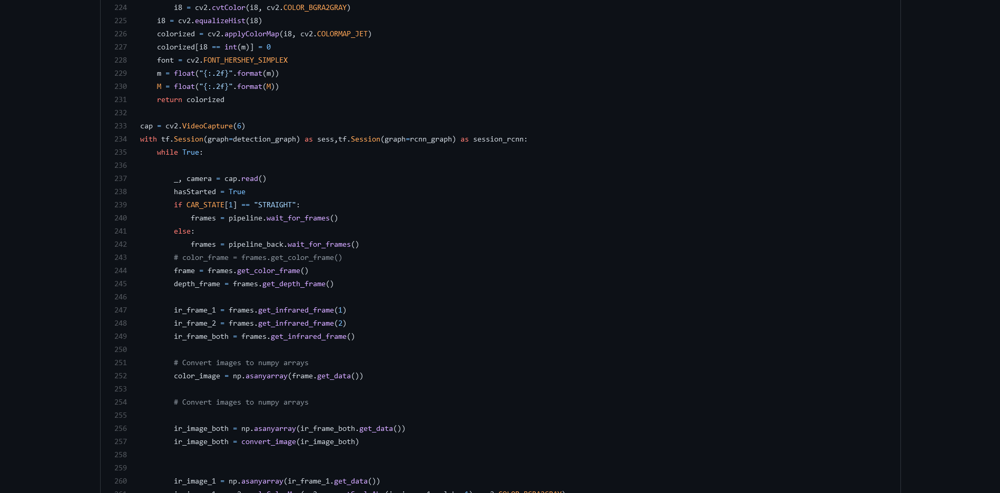 224 i8 = cv2.cvtColor(i8, cv2.COLOR_BGRA2GRAY)
225 i8 = cv2.equalizeHist(i8)
226 colorized = cv2.applyColorMap(i8, cv2.COLORMAP_JET)
227 colorized[i8 == int(m)] = 0
228 font = cv2.FONT_HERSHEY_SIMPLEX
229 m = float("{:.2f}".format(m))
230 M = float("{:.2f}".format(M))
231 return colorized
232
233 cap = cv2.VideoCapture(6)
234 with tf.Session(graph=detection_graph) as sess,tf.Session(graph=rcnn_graph) as session_rcnn:
235 while True:
236
237 _, camera = cap.read()
238 hasStarted = True
239 if CAR_STATE[1] == "STRAIGHT":
240 frames = pipeline.wait_for_frames()
241 else:
242 frames = pipeline_back.wait_for_frames()
243 # color_frame = frames.get_color_frame()
244 frame = frames.get_color_frame()
245 depth_frame = frames.get_depth_frame()
246
247 ir_frame_1 = frames.get_infrared_frame(1)
248 ir_frame_2 = frames.get_infrared_frame(2)
249 ir_frame_both = frames.get_infrared_frame()
250
251 # Convert images to numpy arrays
252 color_image = np.asanyarray(frame.get_data())
253
254 # Convert images to numpy arrays
255
256 ir_image_both = np.asanyarray(ir_frame_both.get_data())
257 ir_image_both = convert_image(ir_image_both)
258
259
260 ir_image_1 = np.asanyarray(ir_frame_1.get_data())